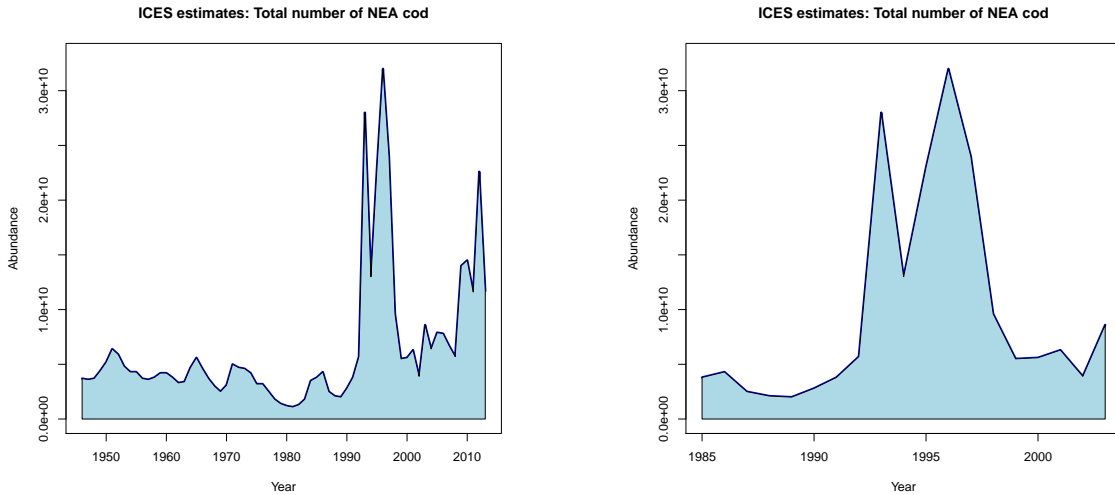 ICES estimates: Total number of NEA cod
Abundance
0.0e+00
1.0e+10
2.0e+10
3.0e+10
1950 1960 1970 1980 1990 2000 2010
Year
ICES estimates: Total number of NEA cod
Abundance
0.0e+00
1.0e+10
2.0e+10
3.0e+10
1985 1990 1995 2000
Year